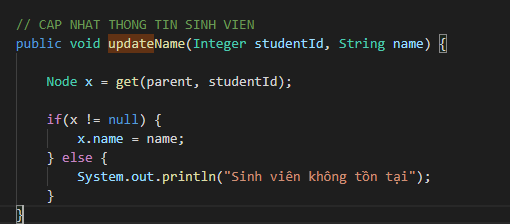 // CAP NHAT THONG TIN SINH VIEN
public void updateName(Integer studentId, String name) {
Node x = get(parent, studentId);
if(x != null) {
x.name = name;
} else {
System.out.println("Sinh viên không tồn tại");
}
}